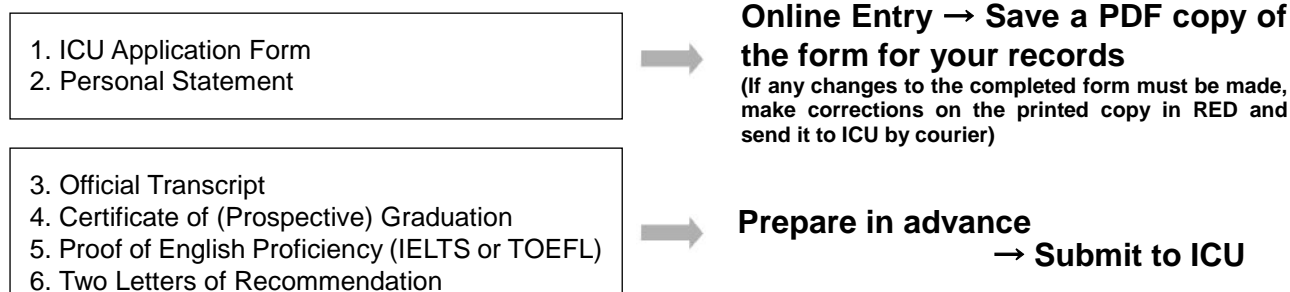 1. ICU Application Form
2. Personal Statement
Online Entry → Save a PDF copy of
the form for your records
(If any changes to the completed form must be made,
make corrections on the printed copy in RED and
send it to ICU by courier)
3. Official Transcript
4. Certificate of (Prospective) Graduation
5. Proof of English Proficiency (IELTS or TOEFL)
6. Two Letters of Recommendation
Prepare in advance
→ Submit to ICU